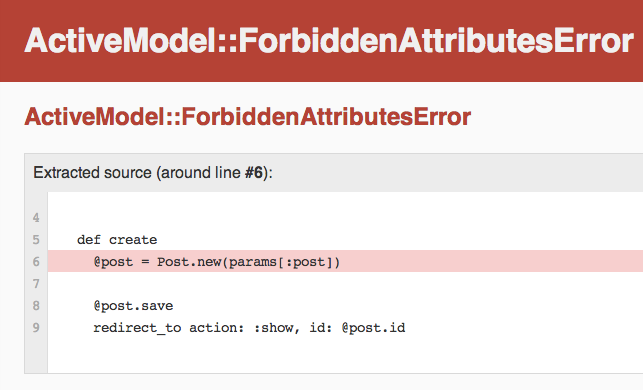 ActiveModel::ForbiddenAttributesError
ActiveModel::ForbiddenAttributesError
Extracted source (around line #6):
4
5 def create
6 @post = Post.new(params[:post])
7
8 @post.save
9 redirect_to action: :show, id: @post.id